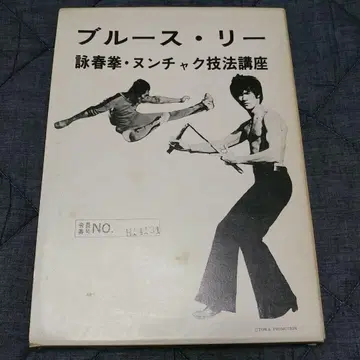 ブルース・リー
詠春拳・ヌンチャク技法講座
NO.